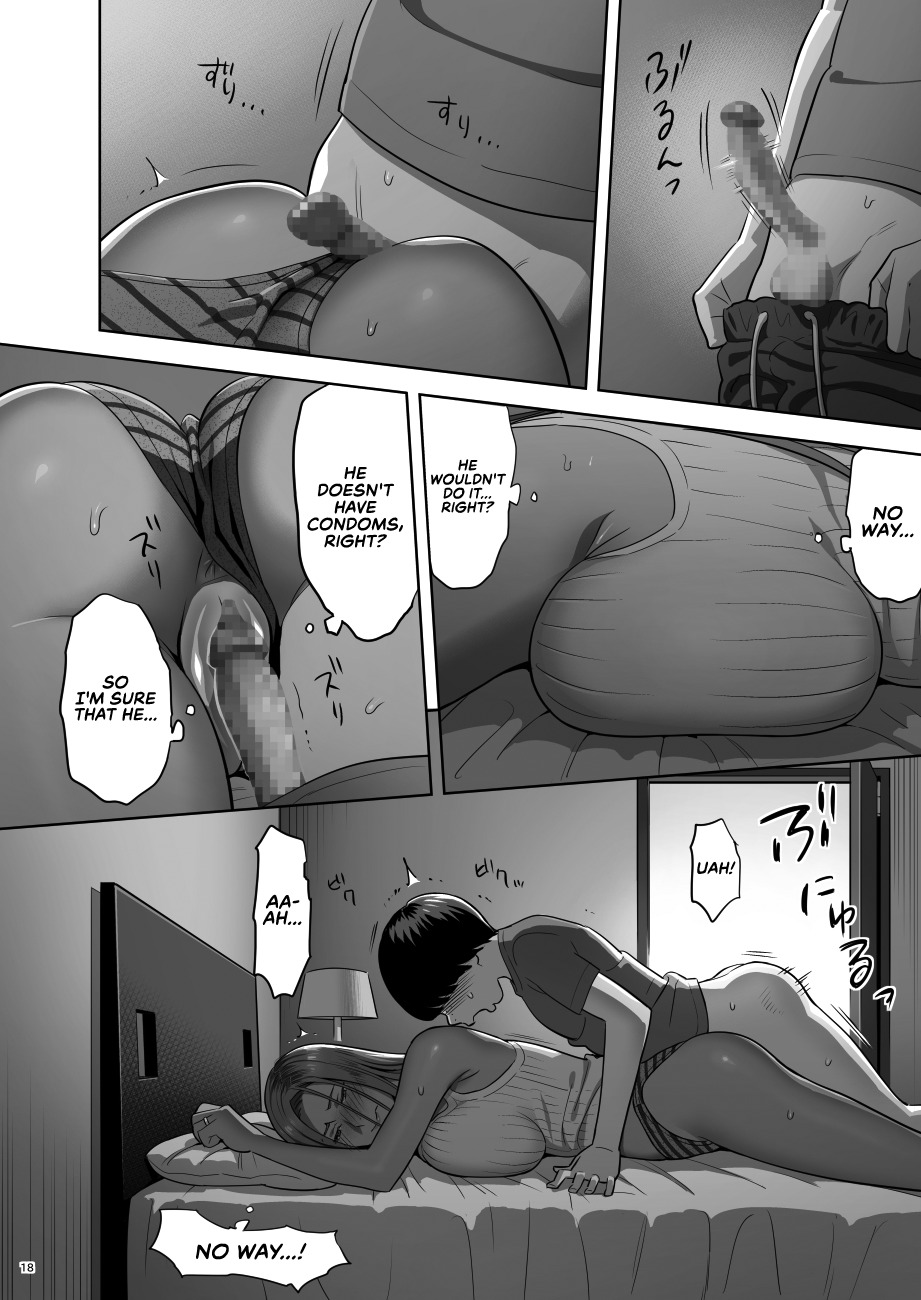 ぶるんっ
すり...
ずり...
NO
WAY...
HE
WOULDN'T
DO IT...
RIGHT?
HE
DOESN'T
HAVE
CONDOMS,
RIGHT?
ズリ
ズリ
SO
I'M SURE
THAT HE...
ぶにゅるっ
UAH!
ビクッ
ビク
AA-
AH...
NO WAY...!
18